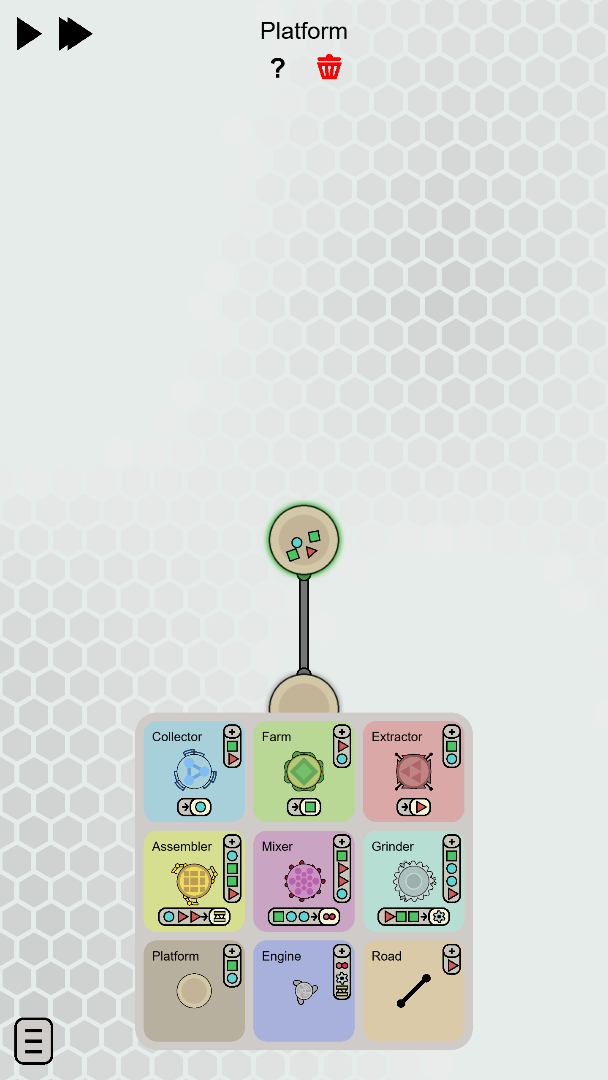 Platform
?
Collector Farm Extractor
Assembler Mixer Grinder
Platform Engine Road